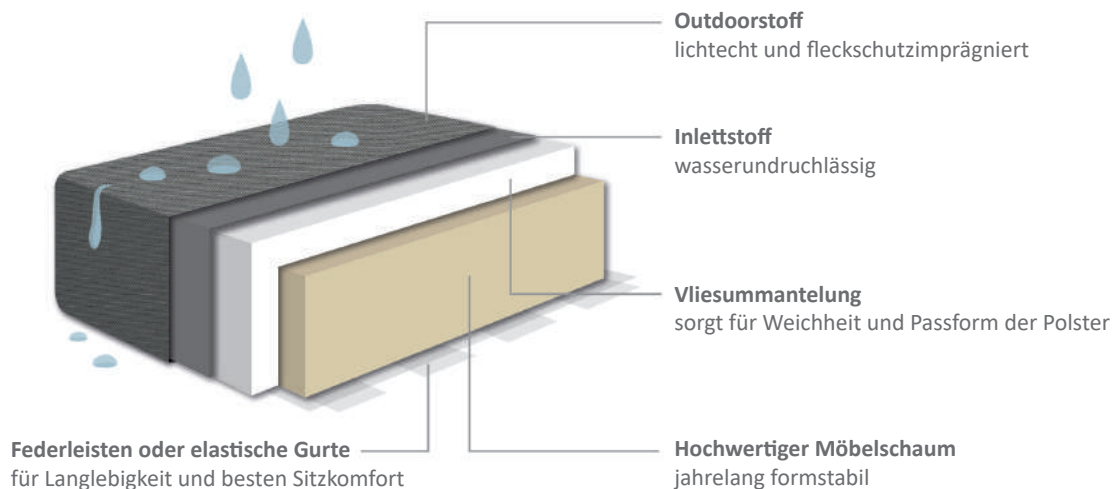 Outdoorstoff
lichtecht und fleckschutzimprägniert
Inlettstoff
wasserundruchlässig
Vliesummantelung
sorgt für Weichheit und Passform der Polster
Federleisten oder elastische Gurte
für Langlebigkeit und besten Sitzkomfort
Hochwertiger Möbelschaum
jahrelang formstabil